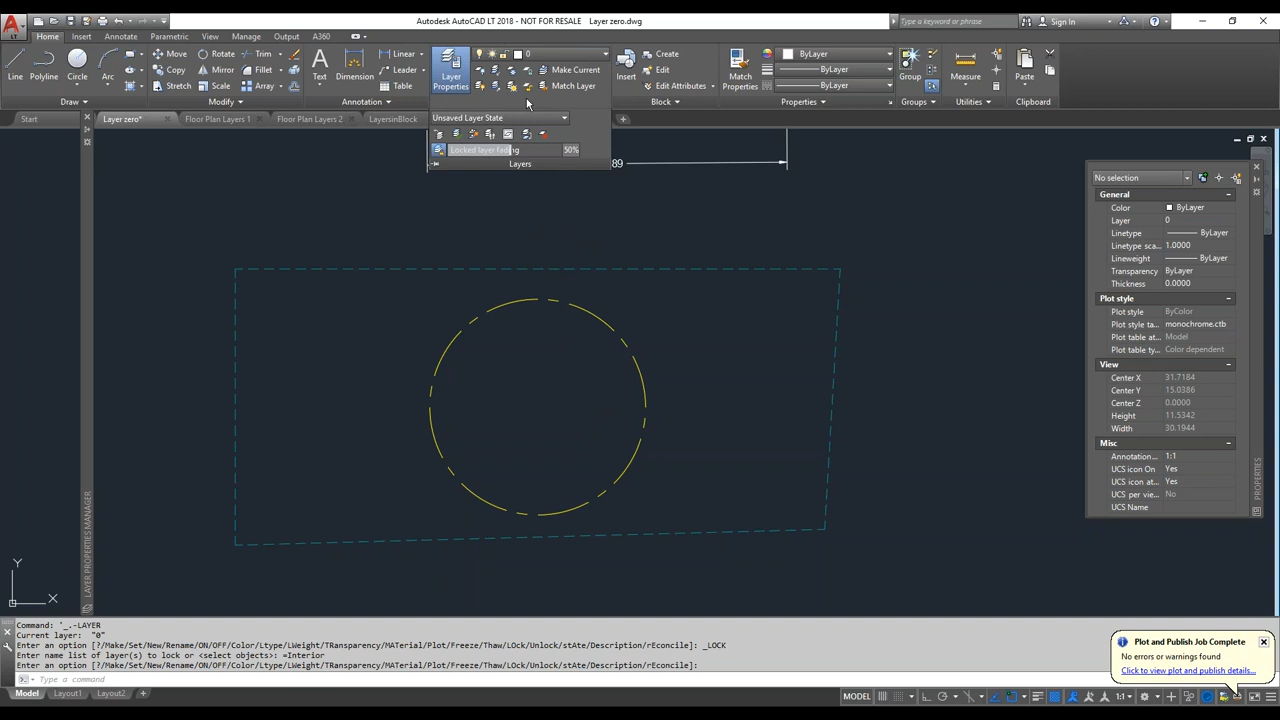 Autodesk AutoCAD LT 2018 - NOT FOR RESALE Layer zero.dwg
Type a keyword or phrase
Sign In
Home Insert Annotate Parametric View Manage Output A360
Line Polyline Circle Arc
Move Rotate Trim
Copy Mirror Fillet
Stretch Scale Array
Text Dimension
Linear
Leader
Table
Layer Properties
0
Make Current
Match Layer
Insert
Create
Edit
Edit Attributes
Match Properties
ByLayer
ByLayer
ByLayer
Group
Measure
Paste
Draw Modify Annotation Block Properties Groups Utilities Clipboard
Unsaved Layer State
Locked layer fading 50%
Layers
Start Layer zero* Floor Plan Layers 1 Floor Plan Layers 2 LayersinBlock
89
No selection
General
Color ByLayer
Layer 0
Linetype ByLayer
Linetype sca... 1.0000
Lineweight ByLayer
Transparency ByLayer
Thickness 0.0000
Plot style
Plot style ByColor
Plot style ta... monochrome.ctb
Plot table at... Model
Plot table ty... Color dependent
View
Center X 31.7184
Center Y 15.0386
Center Z 0.0000
Height 11.5342
Width 30.1944
Misc
Annotation... 1:1
UCS icon On Yes
UCS icon at... Yes
UCS per vie... No
UCS Name
PROPERTIES
LAYER PROPERTIES MANAGER
Y
X
Command: '_.-LAYER
Current layer: "0"
Enter an option [?/Make/Set/New/Rename/ON/OFF/Color/Ltype/LWeight/TRansparency/MATerial/Plot/Freeze/Thaw/LOck/Unlock/stAte/Description/rEconcile]: _LOCK
Enter name list of layer(s) to lock or <select objects>: =Interior
Enter an option [?/Make/Set/New/Rename/ON/OFF/Color/Ltype/LWeight/TRansparency/MATerial/Plot/Freeze/Thaw/LOck/Unlock/stAte/Description/rEconcile]:
Type a command
Plot and Publish Job Complete
No errors or warnings found
Click to view plot and publish details...
Model Layout1 Layout2
MODEL
1:1